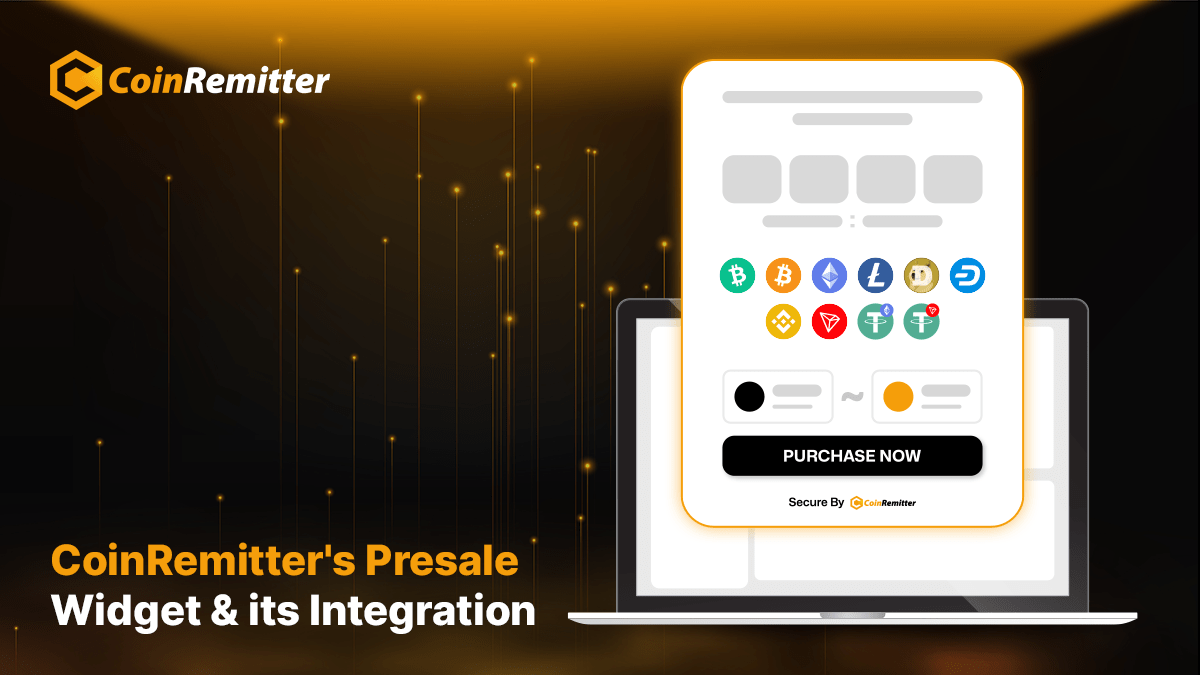 CoinRemitter
PURCHASE NOW
Secure By CoinRemitter
CoinRemitter's Presale
Widget & its Integration